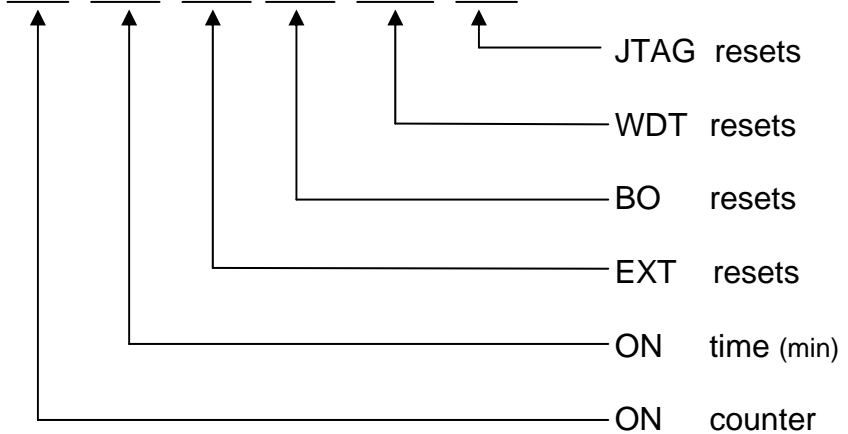 JTAG resets
WDT resets
BO resets
EXT resets
ON time (min)
ON counter